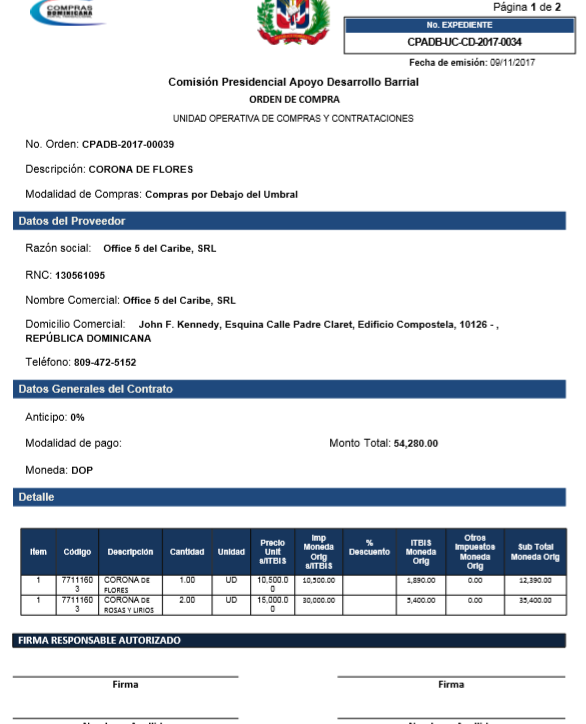 COMPRAS
DOMINICANA
Página 1 de 2
No. EXPEDIENTE
CPADB-UC-CD-2017-0034
Fecha de emisión: 09/11/2017
Comisión Presidencial Apoyo Desarrollo Barrial
ORDEN DE COMPRA
UNIDAD OPERATIVA DE COMPRAS Y CONTRATACIONES
No. Orden: CPADB-2017-00039
Descripción: CORONA DE FLORES
Modalidad de Compras: Compras por Debajo del Umbral
Datos del Proveedor
Razón social: Office 5 del Caribe, SRL
RNC: 130561095
Nombre Comercial: Office 5 del Caribe, SRL
Domicilio Comercial: John F. Kennedy, Esquina Calle Padre Claret, Edificio Compostela, 10126 - ,
REPÚBLICA DOMINICANA
Teléfono: 809-472-5152
Datos Generales del Contrato
Anticipo: 0%
Modalidad de pago: Monto Total: 54,280.00
Moneda: DOP
Detalle
Item Código Descripción Cantidad Unidad Precio Unit s/ITBIS Imp Moneda Orig s/ITBIS % Descuento ITBIS Moneda Orig Otros Impuestos Moneda Orig Sub Total Moneda Orig
1 77111603 CORONA DE FLORES 1.00 UD 10,500.00 10,500.00 1,890.00 0.00 12,390.00
1 77111603 CORONA DE ROSAS Y LIRIOS 2.00 UD 15,000.00 30,000.00 5,400.00 0.00 35,400.00
FIRMA RESPONSABLE AUTORIZADO
Firma Firma